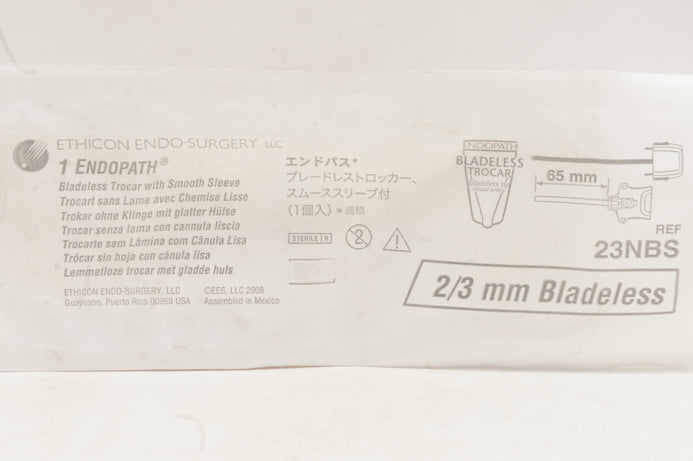 ETHICON ENDO-SURGERY LLC
1 ENDOPATH®
Bladeless Trocar with Smooth Sleeve
Trocart sans Lame avec Chemise Lisse
Trokar ohne Klinge mit glatter Hülse
Trocar senza lama con cannula liscia
Trocarte sem Lâmina com Cânula Lisa
Trócar sin hoja con cánula lisa
Lemmetloze trocar met gladde huls
ETHICON ENDO-SURGERY, LLC ©EES, LLC 2008
Guaynabo, Puerto Rico 00969 USA Assembled in Mexico
エンドパス*
ブレードレストロッカー、
スムーススリーブ付
(1個入) *商標
STERILE R
2
ENDOPATH
BLADELESS
TROCAR
bladeless tip
visual entry
65 mm
REF
23NBS
2/3 mm Bladeless